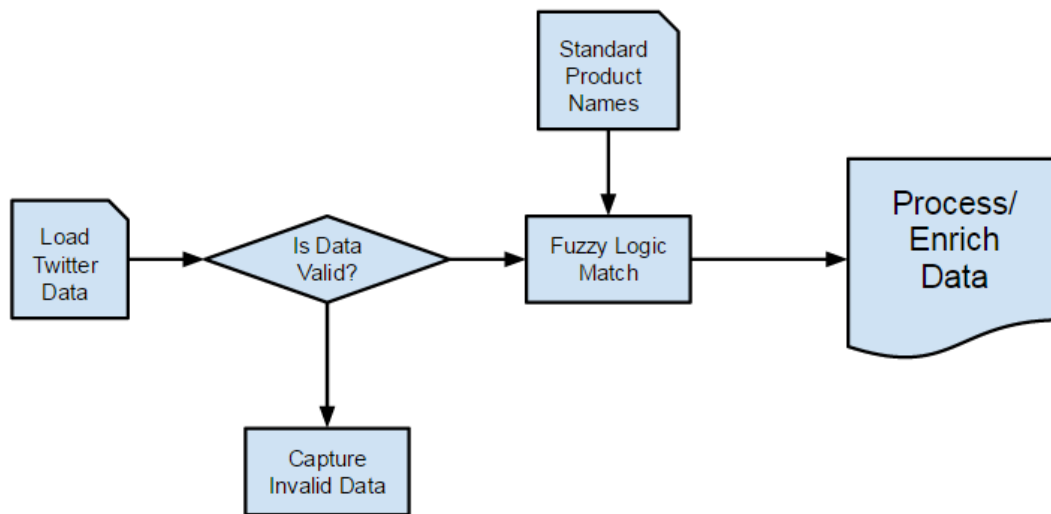 Standard
Product
Names
Load
Twitter
Data
Is Data
Valid?
Fuzzy Logic
Match
Process/
Enrich
Data
Capture
Invalid Data